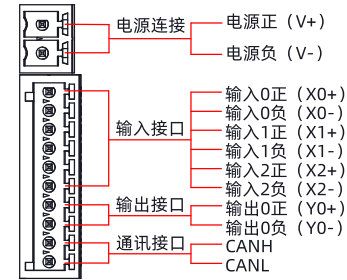 电源连接
电源正（V+）
电源负（V-）
输入接口
输入0正（X0+）
输入0负（X0-）
输入1正（X1+）
输入1负（X1-）
输入2正（X2+）
输入2负（X2-）
输出接口
输出0正（Y0+）
输出0负（Y0-）
通讯接口
CANH
CANL